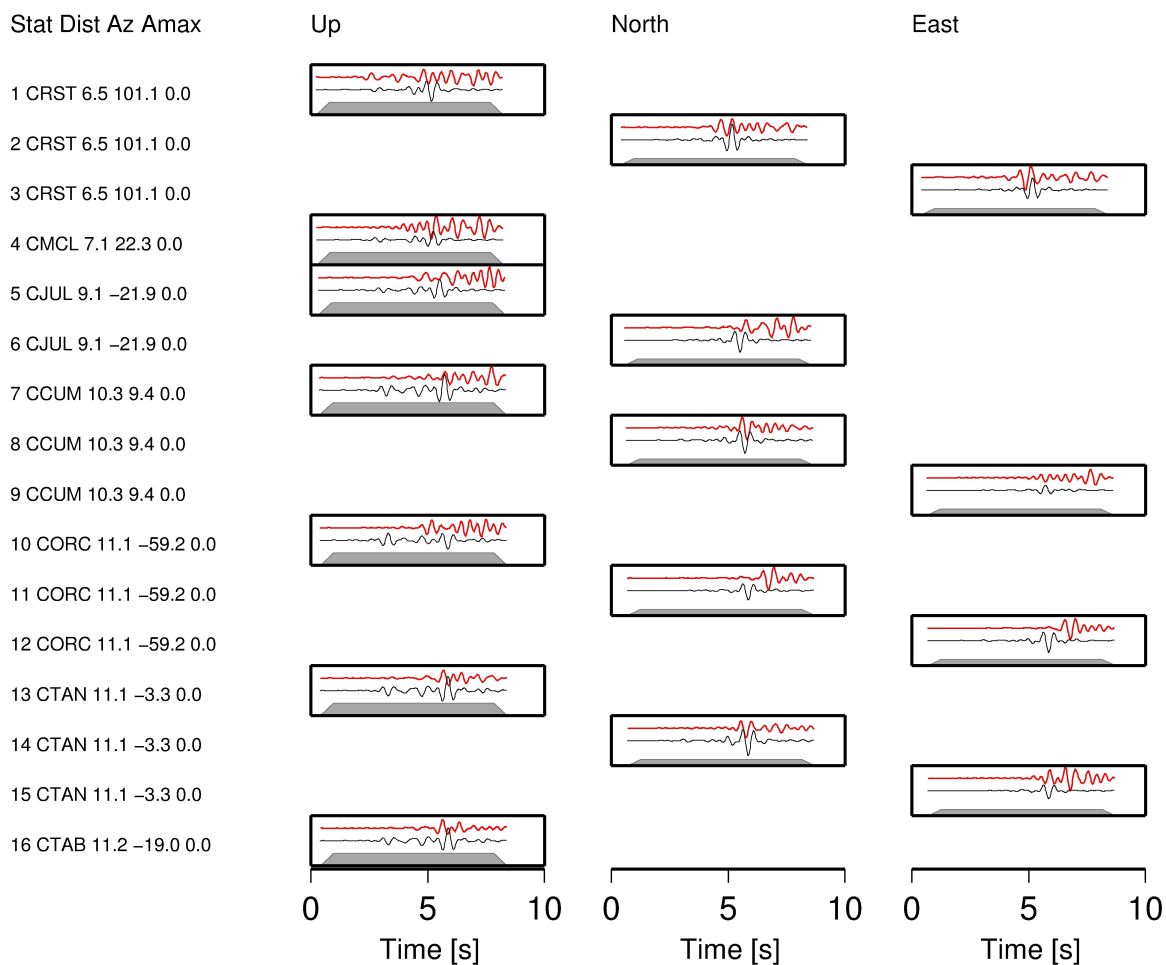 Stat Dist Az Amax Up North East
1 CRST 6.5 101.1 0.0
2 CRST 6.5 101.1 0.0
3 CRST 6.5 101.1 0.0
4 CMCL 7.1 22.3 0.0
5 CJUL 9.1 −21.9 0.0
6 CJUL 9.1 −21.9 0.0
7 CCUM 10.3 9.4 0.0
8 CCUM 10.3 9.4 0.0
9 CCUM 10.3 9.4 0.0
10 CORC 11.1 −59.2 0.0
11 CORC 11.1 −59.2 0.0
12 CORC 11.1 −59.2 0.0
13 CTAN 11.1 −3.3 0.0
14 CTAN 11.1 −3.3 0.0
15 CTAN 11.1 −3.3 0.0
16 CTAB 11.2 −19.0 0.0
0 5 10 0 5 10 0 5 10
Time [s] Time [s] Time [s]